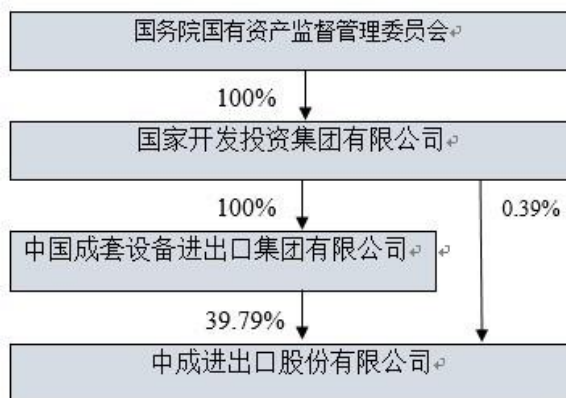 国务院国有资产监督管理委员会
100%
国家开发投资集团有限公司
100%
0.39%
中国成套设备进出口集团有限公司
39.79%
中成进出口股份有限公司